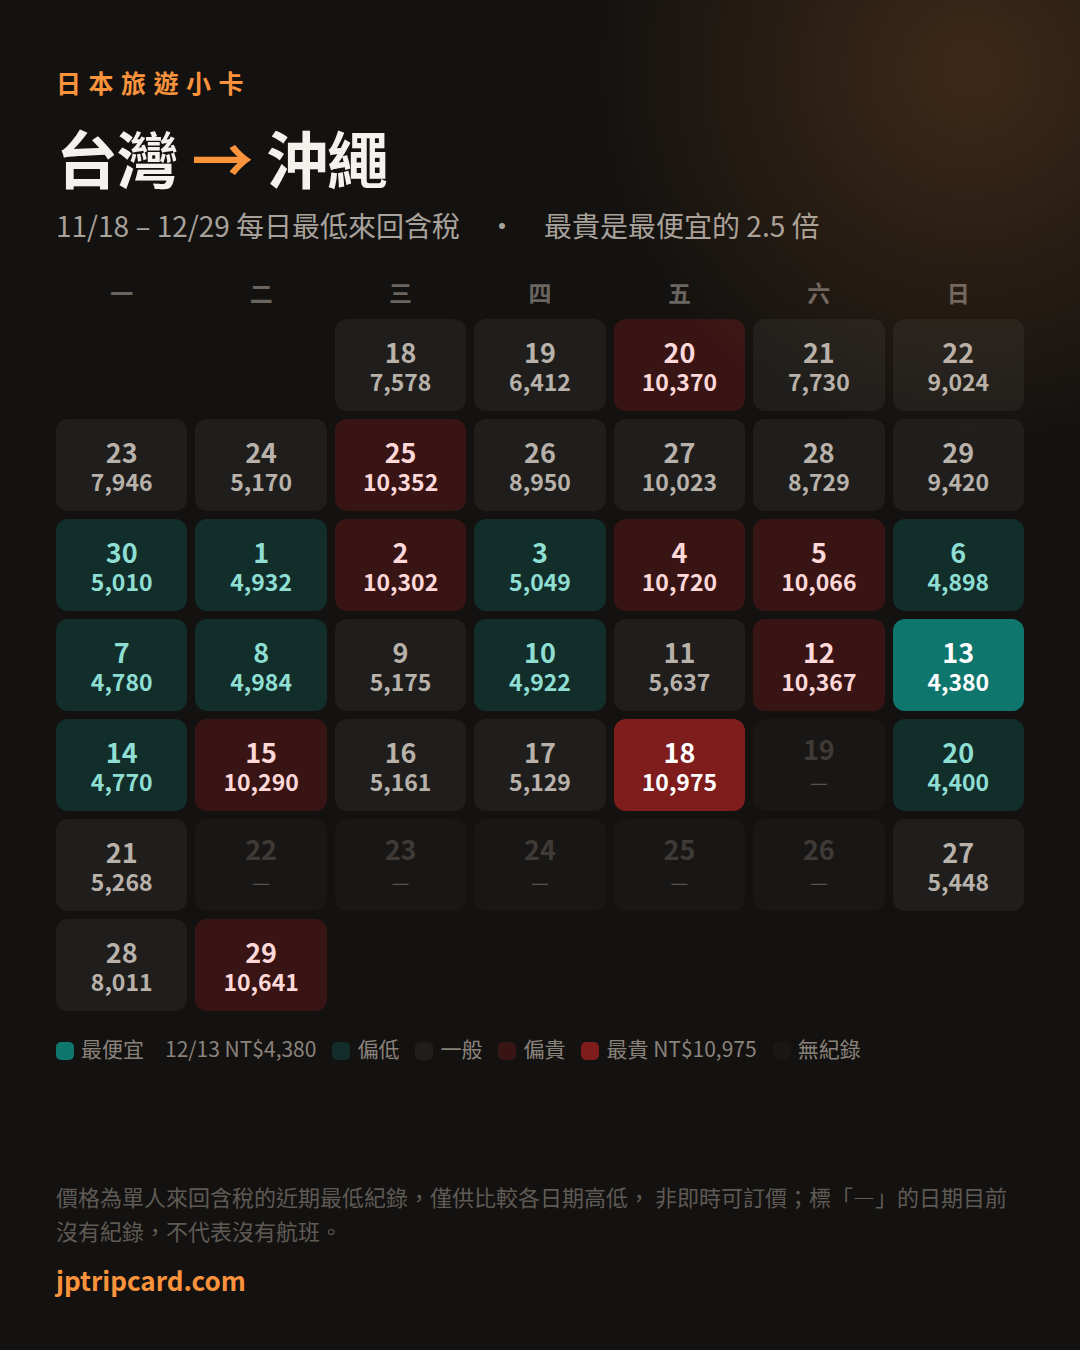 日本旅遊小卡
台灣 → 沖繩
11/18 – 12/29 每日最低來回含稅 ・ 最貴是最便宜的 2.5 倍
一 二 三 四 五 六 日
18 19 20 21 22
7,578 6,412 10,370 7,730 9,024
23 24 25 26 27 28 29
7,946 5,170 10,352 8,950 10,023 8,729 9,420
30 1 2 3 4 5 6
5,010 4,932 10,302 5,049 10,720 10,066 4,898
7 8 9 10 11 12 13
4,780 4,984 5,175 4,922 5,637 10,367 4,380
14 15 16 17 18 19 20
4,770 10,290 5,161 5,129 10,975 — 4,400
21 22 23 24 25 26 27
5,268 — — — — — 5,448
28 29
8,011 10,641
最便宜 12/13 NT$4,380 偏低 一般 偏貴 最貴 NT$10,975 無紀錄
價格為單人來回含稅的近期最低紀錄，僅供比較各日期高低， 非即時可訂價；標「—」的日期目前
沒有紀錄，不代表沒有航班。
jptripcard.com